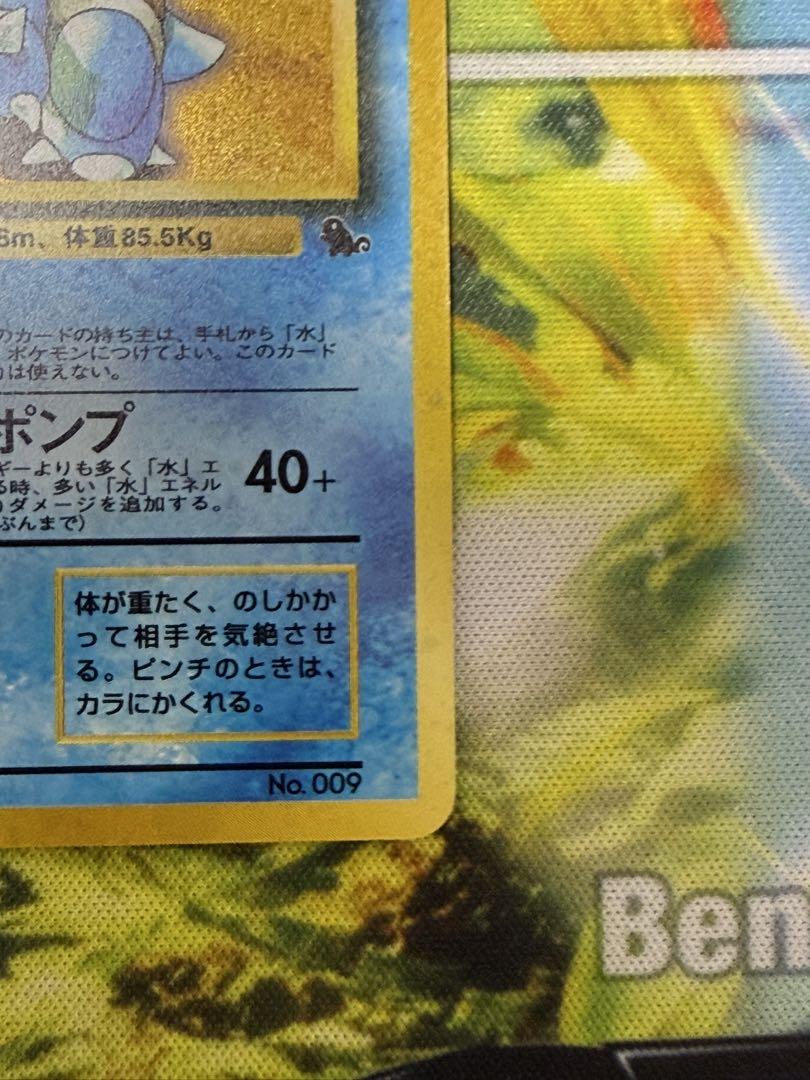 6m、体重85.5Kg
のカードの持ち主は、手札から「水」
ポケモンにつけてよい。このカード
は使えない。
ポンプ
ギーよりも多く「水」エ
る時、多い「水」エネル
ダメージを追加する。
ぶんまで)
40+
体が重たく、のしかか
って相手を気絶させ
る。ピンチのときは、
カラにかくれる。
No. 009
Ben